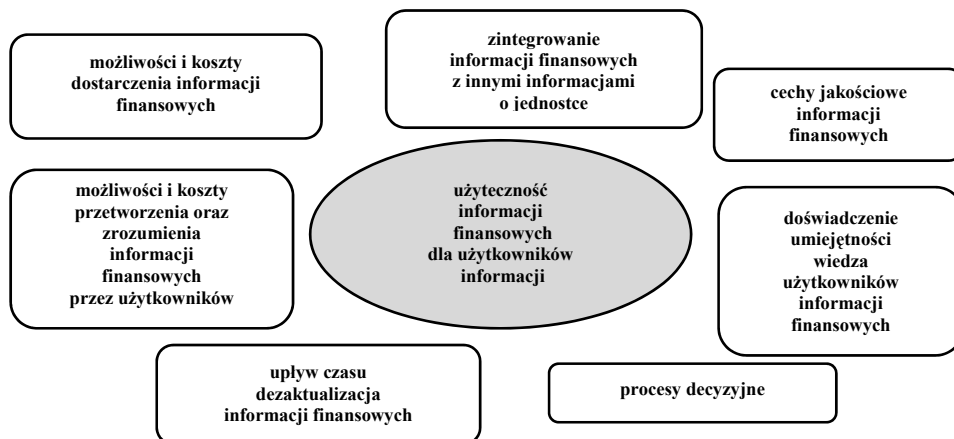 możliwości i koszty
dostarczenia informacji
finansowych
zintegrowanie
informacji finansowych
z innymi informacjami
o jednostce
cechy jakościowe
informacji
finansowych
możliwości i koszty
przetworzenia oraz
zrozumienia
informacji
finansowych
przez użytkowników
użyteczność
informacji
finansowych
dla użytkowników
informacji
doświadczenie
umiejętności
wiedza
użytkowników
informacji
finansowych
upływ czasu
dezaktualizacja
informacji finansowych
procesy decyzyjne